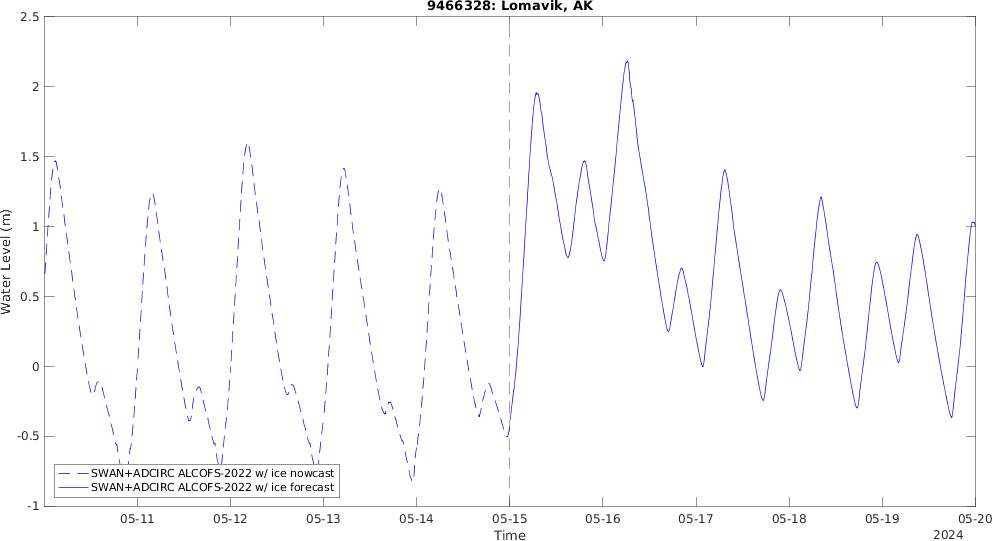 9466328: Lomavik, AK
2.5
2
1.5
1
0.5
0
-0.5
-1
Water Level (m)
SWAN+ADCIRC ALCOFS-2022 w/ ice nowcast
SWAN+ADCIRC ALCOFS-2022 w/ ice forecast
05-11 05-12 05-13 05-14 05-15 05-16 05-17 05-18 05-19 05-20
Time
2024